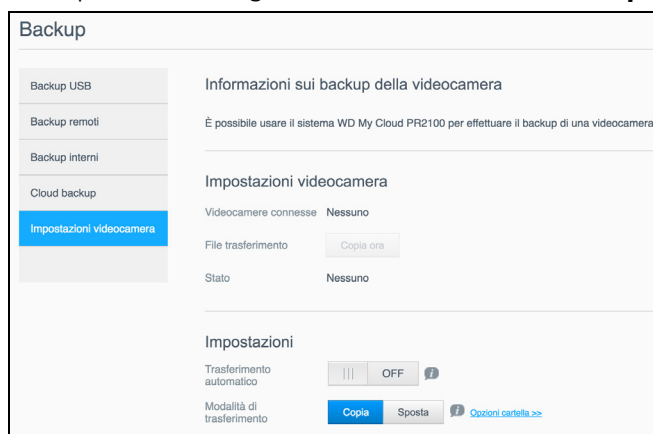 Backup
Backup USB
Backup remoti
Backup interni
Cloud backup
Impostazioni videocamera
Informazioni sui backup della videocamera
È possibile usare il sistema WD My Cloud PR2100 per effettuare il backup di una videocamera
Impostazioni videocamera
Videocamere connesse Nessuno
File trasferimento Copia ora
Stato Nessuno
Impostazioni
Trasferimento
automatico
OFF
Modalità di
trasferimento
Copia Sposta Opzioni cartella >>